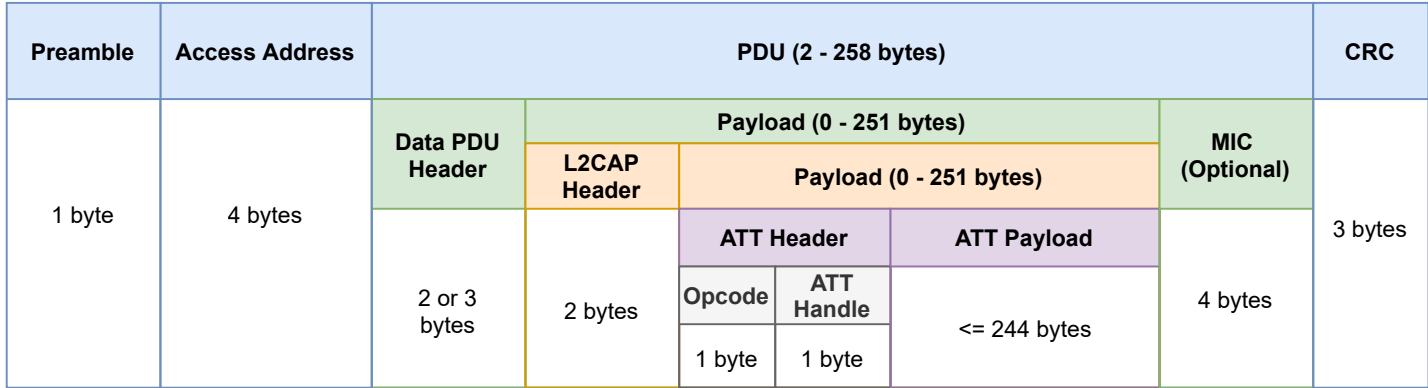 Preamble
Access Address
PDU (2 - 258 bytes)
CRC
1 byte
4 bytes
Data PDU
Header
Payload (0 - 251 bytes)
MIC
(Optional)
L2CAP
Header
Payload (0 - 251 bytes)
3 bytes
ATT Header
ATT Payload
2 or 3
bytes
2 bytes
Opcode
ATT
Handle
<= 244 bytes
4 bytes
1 byte
1 byte